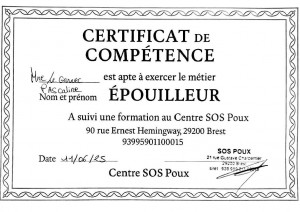 CERTIFICAT DE
COMPÉTENCE
Mme Le Gennec est apte à exercer le métier
Pascaline
Nom et prénom ÉPOUILLEUR
A suivi une formation au Centre SOS Poux
90 rue Ernest Hemingway, 29200 Brest
93995901100015
SOS POUX
Date 11/06/25
Centre SOS Poux